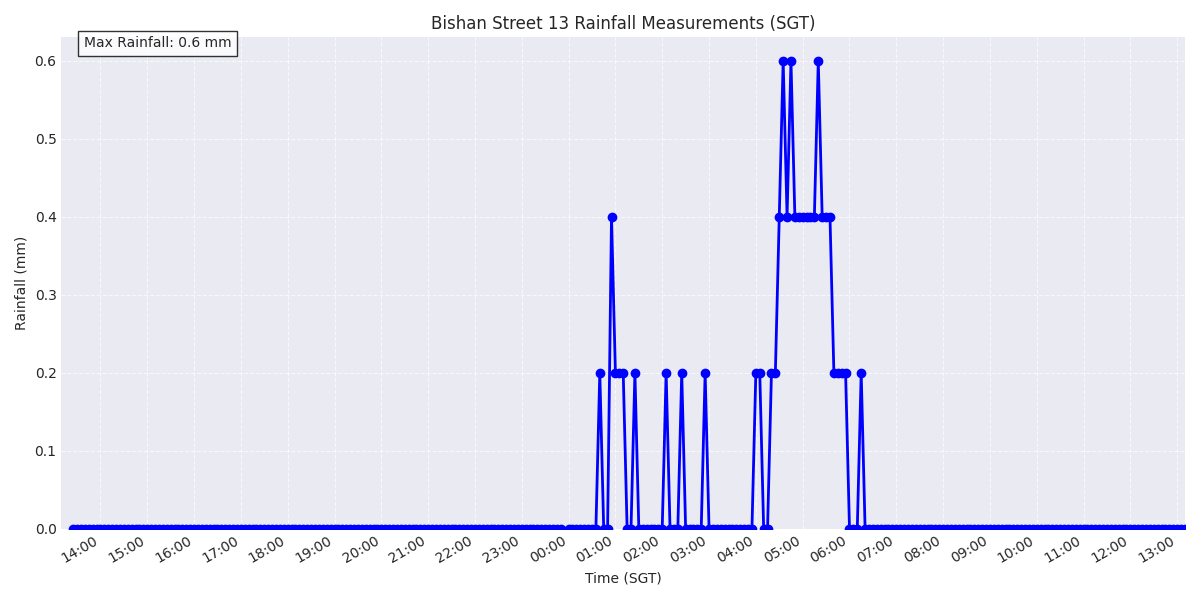 Bishan Street 13 Rainfall Measurements (SGT)
Max Rainfall: 0.6 mm
0.6
0.5
0.4
0.3
0.2
0.1
0.0
Rainfall (mm)
14:00 15:00 16:00 17:00 18:00 19:00 20:00 21:00 22:00 23:00 00:00 01:00 02:00 03:00 04:00 05:00 06:00 07:00 08:00 09:00 10:00 11:00 12:00 13:00
Time (SGT)